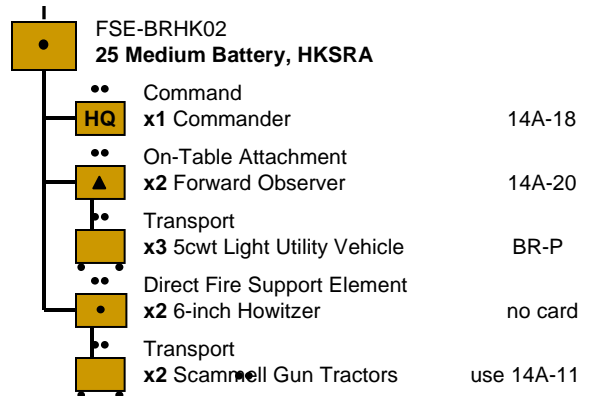 FSE-BRHK02
25 Medium Battery, HKSRA
Command
HQ x1 Commander 14A-18
On-Table Attachment
x2 Forward Observer 14A-20
Transport
x3 5cwt Light Utility Vehicle BR-P
Direct Fire Support Element
x2 6-inch Howitzer no card
Transport
x2 Scammell Gun Tractors use 14A-11